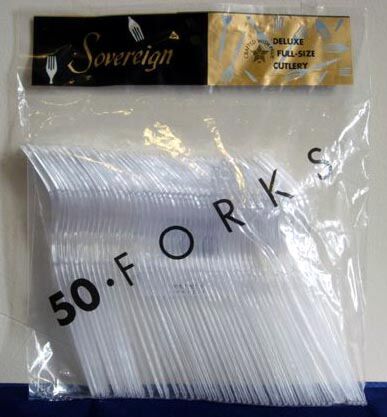 Sovereign
DELUXE
FULL-SIZE
CUTLERY
50 · FORKS